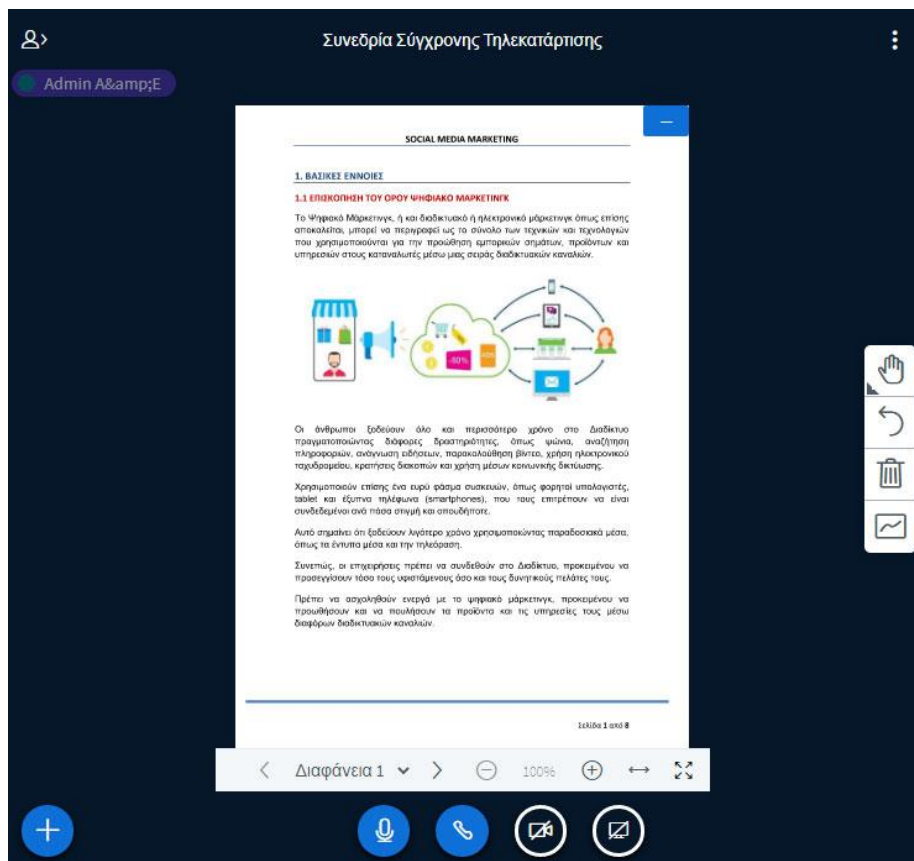 Συνεδρία Σύγχρονης Τηλεκατάρτισης
Admin A&amp;E
SOCIAL MEDIA MARKETING
1. ΒΑΣΙΚΕΣ ΕΝΝΟΙΕΣ
1.1 ΕΠΙΣΚΟΠΗΣΗ ΤΟΥ ΟΡΟΥ ΨΗΦΙΑΚΟ ΜΑΡΚΕΤΙΝΓΚ
Το Ψηφιακό Μάρκετινγκ, ή και διαδικτυακό ή ηλεκτρονικό μάρκετινγκ όπως επίσης
αποκαλείται, μπορεί να περιγραφεί ως το σύνολο των τεχνικών και τεχνολογιών
που χρησιμοποιούνται για την προώθηση εμπορικών σημάτων, προϊόντων και
υπηρεσιών στους καταναλωτές μέσω μιας σειράς διαδικτυακών καναλιών.
-80%
Οι άνθρωποι ξοδεύουν όλο και περισσότερο χρόνο στο Διαδίκτυο
πραγματοποιώντας διάφορες δραστηριότητες, όπως ψώνια, αναζήτηση
πληροφοριών, ανάγνωση ειδήσεων, παρακολούθηση βίντεο, χρήση ηλεκτρονικού
ταχυδρομείου, κρατήσεις διακοπών και χρήση μέσων κοινωνικής δικτύωσης.
Χρησιμοποιούν επίσης ένα ευρύ φάσμα συσκευών, όπως φορητοί υπολογιστές,
tablet και έξυπνα τηλέφωνα (smartphones), που τους επιτρέπουν να είναι
συνδεδεμένοι ανά πάσα στιγμή και οπουδήποτε.
Αυτό σημαίνει ότι ξοδεύουν λιγότερο χρόνο χρησιμοποιώντας παραδοσιακά μέσα,
όπως τα έντυπα μέσα και την τηλεόραση.
Συνεπώς, οι επιχειρήσεις πρέπει να συνδεθούν στο Διαδίκτυο, προκειμένου να
προσεγγίσουν τόσο τους υφιστάμενους όσο και τους δυνητικούς πελάτες τους.
Πρέπει να ασχοληθούν ενεργά με το ψηφιακό μάρκετινγκ, προκειμένου να
προωθήσουν και να πουλήσουν τα προϊόντα και τις υπηρεσίες τους μέσω
διαφόρων διαδικτυακών καναλιών.
Σελίδα 1 από 8
Διαφάνεια 1
100%